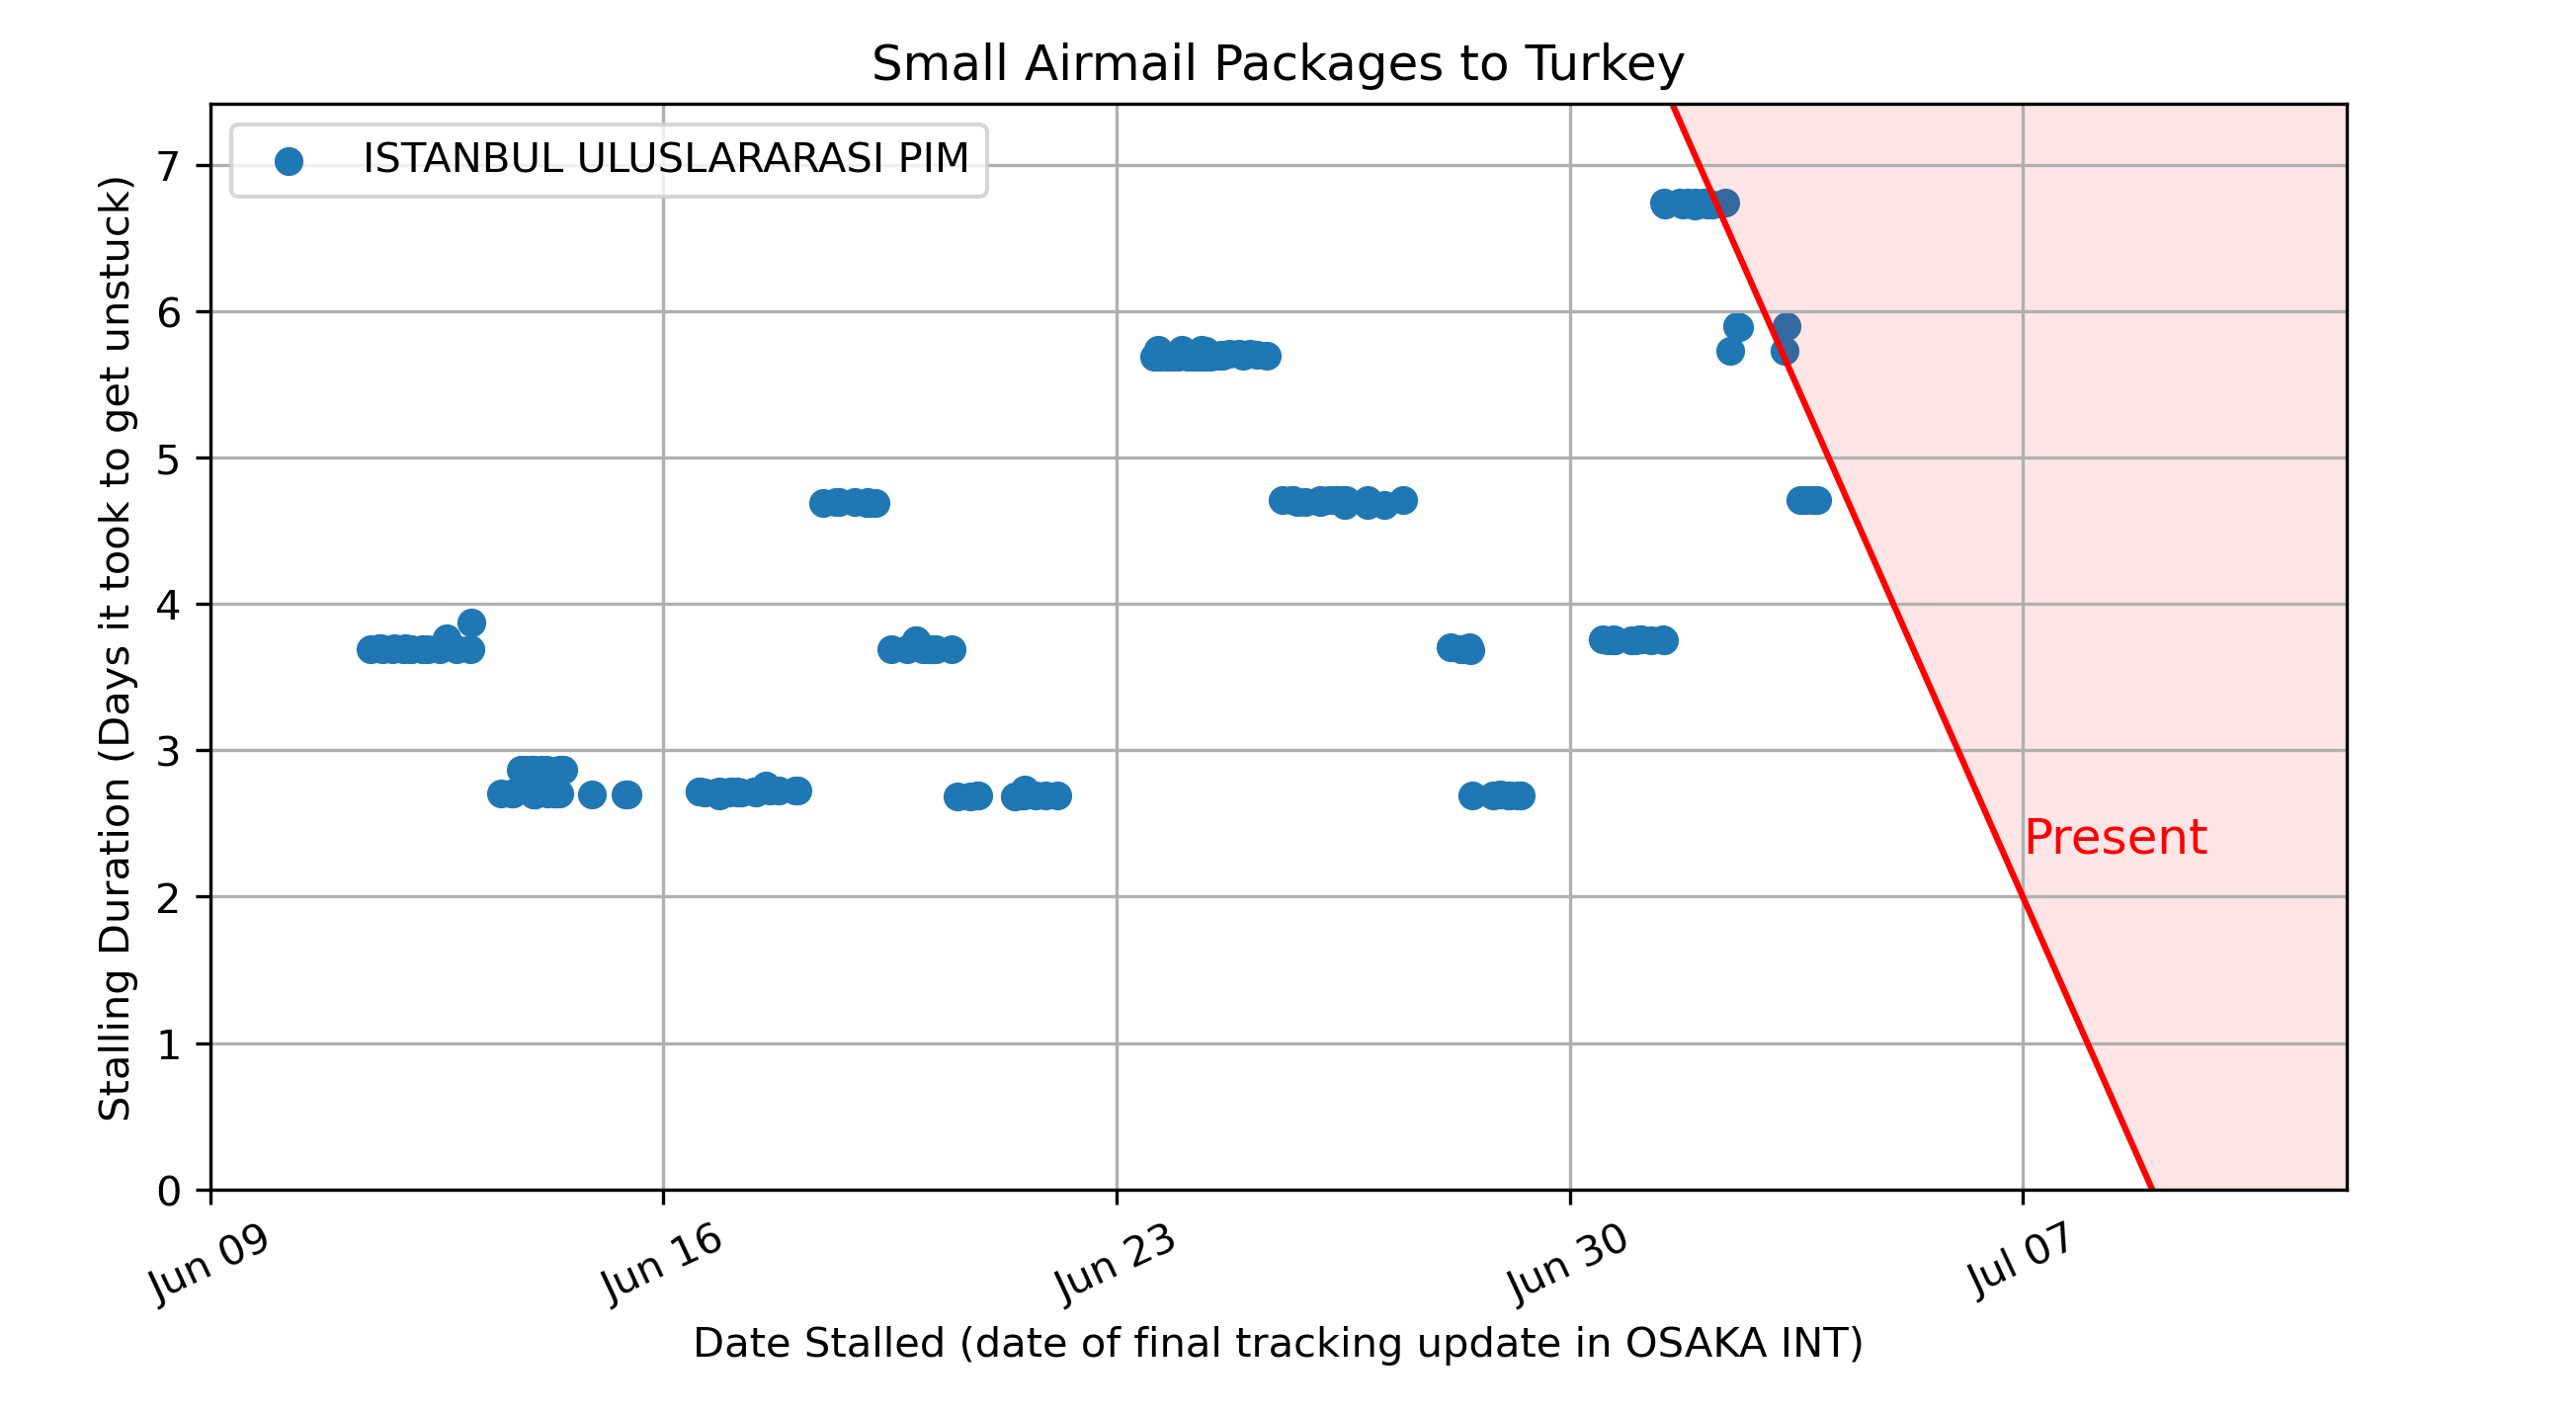 Small Airmail Packages to Turkey
ISTANBUL ULUSLARARASI PIM
Stalling Duration (Days it took to get unstuck)
7
6
5
4
3
2
1
0
Present
Jun 09
Jun 16
Jun 23
Jun 30
Jul 07
Date Stalled (date of final tracking update in OSAKA INT)